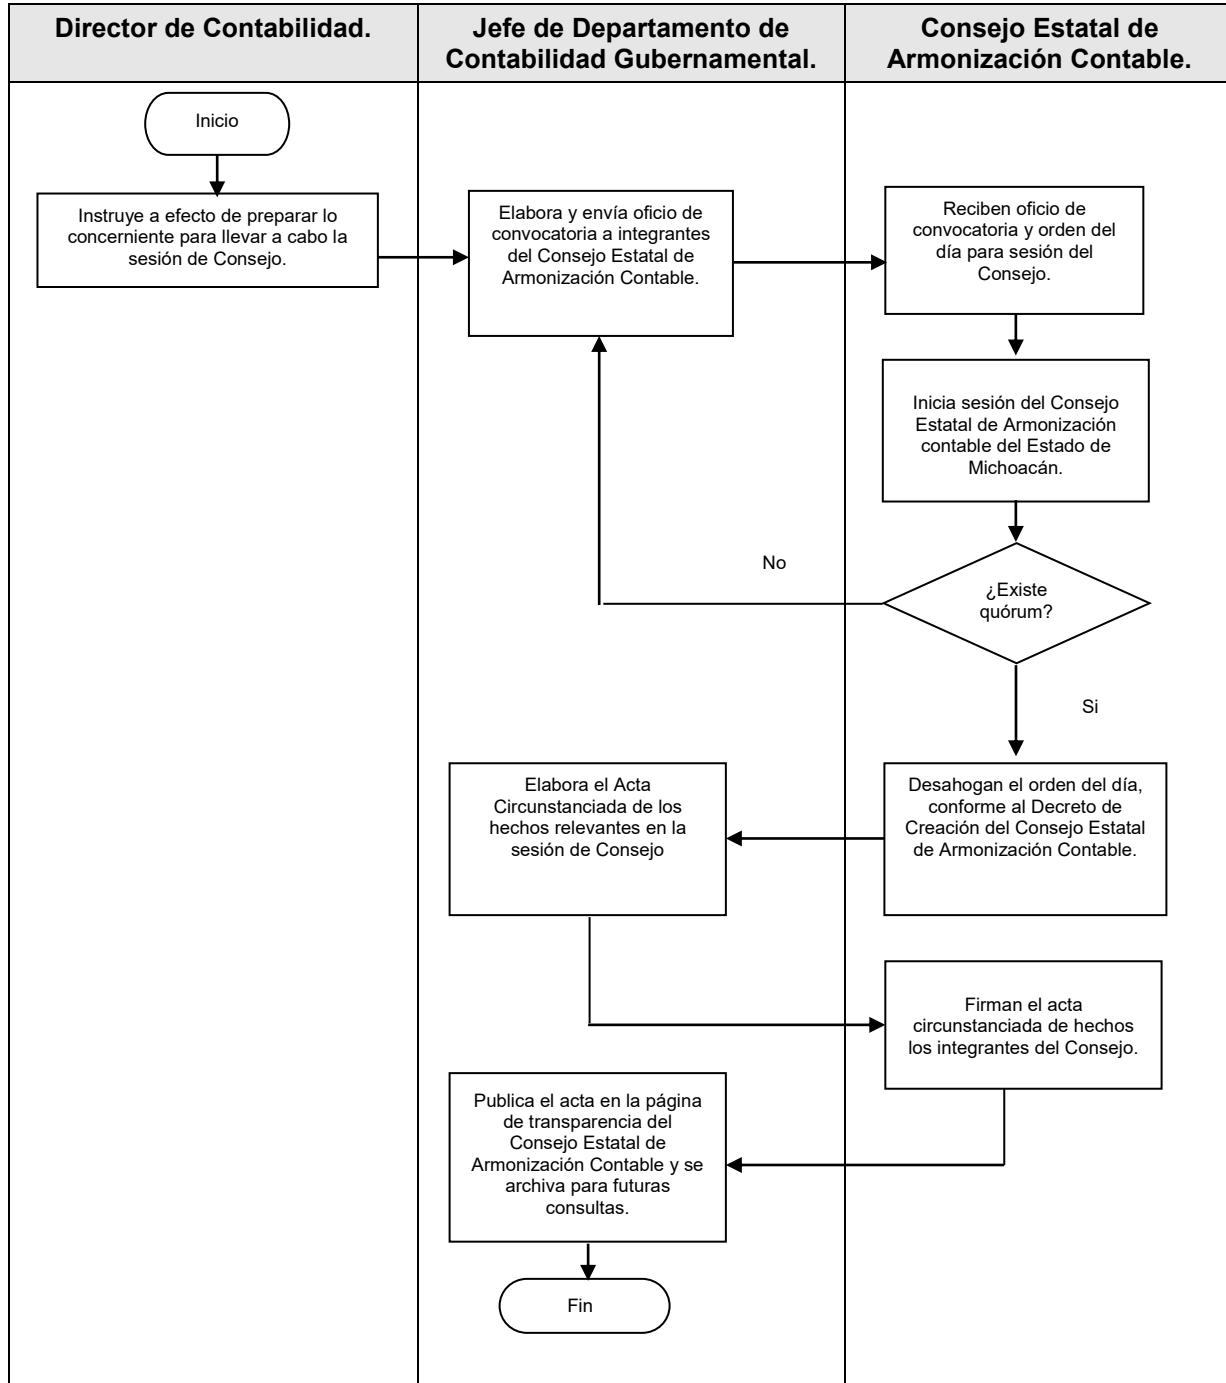 Director de Contabilidad.
Jefe de Departamento de
Contabilidad Gubernamental.
Consejo Estatal de
Armonización Contable.
Inicio
Instruye a efecto de preparar lo
concerniente para llevar a cabo la
sesión de Consejo.
Elabora y envía oficio de
convocatoria a integrantes
del Consejo Estatal de
Armonización Contable.
Reciben oficio de
convocatoria y orden del
día para sesión del
Consejo.
Inicia sesión del Consejo
Estatal de Armonización
contable del Estado de
Michoacán.
No
¿Existe
quórum?
Si
Desahogan el orden del día,
conforme al Decreto de
Creación del Consejo Estatal
de Armonización Contable.
Elabora el Acta
Circunstanciada de los
hechos relevantes en la
sesión de Consejo
Firman el acta
circunstanciada de hechos
los integrantes del Consejo.
Publica el acta en la página
de transparencia del
Consejo Estatal de
Armonización Contable y se
archiva para futuras
consultas.
Fin